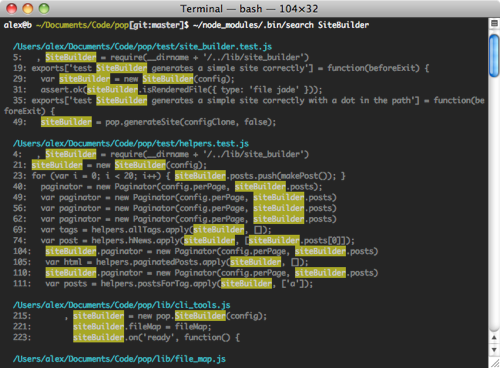 Terminal — bash — 104×32
alex@b ~/Documents/Code/pop[git:master]$ ~/node_modules/.bin/search SiteBuilder
/Users/alex/Documents/Code/pop/test/site_builder.test.js
5:   , SiteBuilder = require(__dirname + '/../lib/site_builder')
19: exports['test SiteBuilder generates a simple site correctly'] = function(beforeExit) {
29:   var siteBuilder = new SiteBuilder(config);
31:   assert.ok(siteBuilder.isRenderedFile({ type: 'file jade' }));
35: exports['test SiteBuilder generates a simple site correctly with a dot in the path'] = function(be
foreExit) {
49:   siteBuilder = pop.generateSite(configClone, false);
/Users/alex/Documents/Code/pop/test/helpers.test.js
4:   , SiteBuilder = require(__dirname + '/../lib/site_builder')
21: siteBuilder = new SiteBuilder(config);
23: for (var i = 0; i < 20; i++) { siteBuilder.posts.push(makePost()); }
40:   paginator = new Paginator(config.perPage, siteBuilder.posts);
49:   var paginator = new Paginator(config.perPage, siteBuilder.posts)
56:   var paginator = new Paginator(config.perPage, siteBuilder.posts)
62:   var paginator = new Paginator(config.perPage, siteBuilder.posts)
69:   var tags = helpers.allTags.apply(siteBuilder, []);
74:   var post = helpers.hNews.apply(siteBuilder, [siteBuilder.posts[0]]);
104:   siteBuilder.paginator = new Paginator(config.perPage, siteBuilder.posts)
105:   var html = helpers.paginatedPosts.apply(siteBuilder, []);
110:   siteBuilder.paginator = new Paginator(config.perPage, siteBuilder.posts)
111:   var posts = helpers.postsForTag.apply(siteBuilder, ['a']);
/Users/alex/Documents/Code/pop/lib/cli_tools.js
215:       , siteBuilder = new pop.SiteBuilder(config);
221:         siteBuilder.fileMap = fileMap;
223:         siteBuilder.on('ready', function() {
/Users/alex/Documents/Code/pop/lib/file_map.js